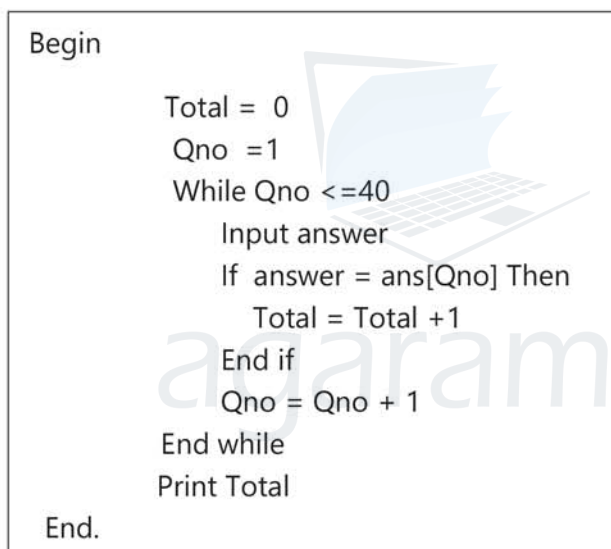 Begin
Total = 0
Qno =1
While Qno <=40
Input answer
If answer = ans[Qno] Then
Total = Total +1
End if
Qno = Qno + 1
End while
Print Total
End.
agaram